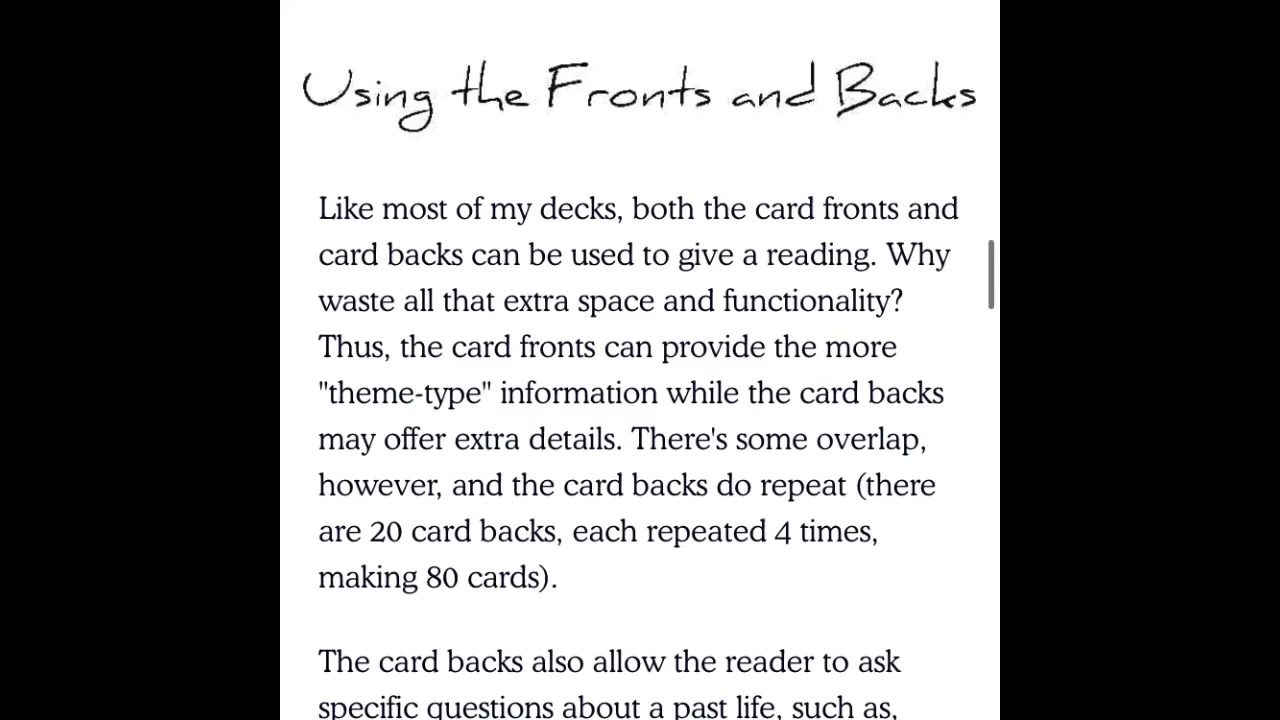 Using the Fronts and Backs
Like most of my decks, both the card fronts and
card backs can be used to give a reading. Why
waste all that extra space and functionality?
Thus, the card fronts can provide the more
"theme-type" information while the card backs
may offer extra details. There's some overlap,
however, and the card backs do repeat (there
are 20 card backs, each repeated 4 times,
making 80 cards).
The card backs also allow the reader to ask
specific questions about a past life, such as,